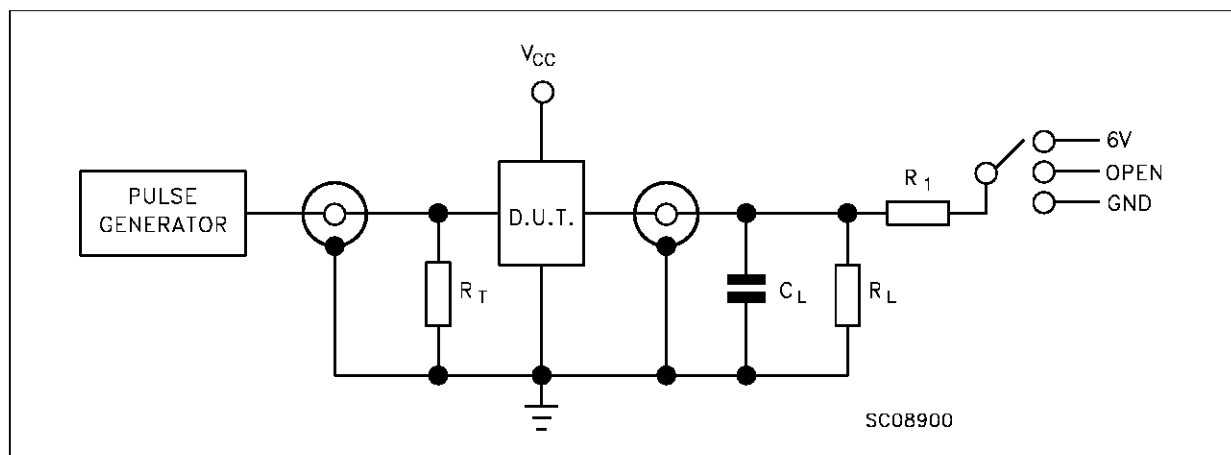 VCC
PULSE
GENERATOR
RT
D.U.T.
CL
RL
R1
6V
OPEN
GND
SC08900